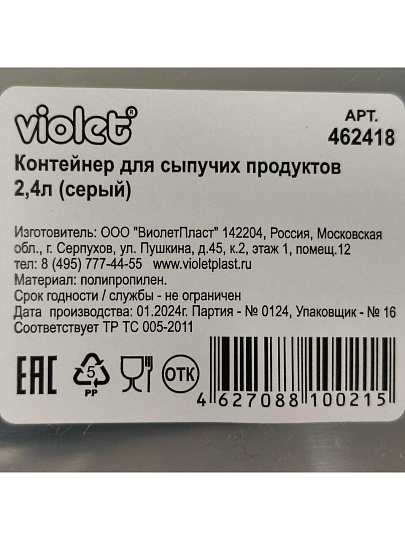 violet®
АРТ.
462418
Контейнер для сыпучих продуктов
2,4л (серый)
Изготовитель: ООО "ВиолетПласт" 142204, Россия, Московская
обл., г. Серпухов, ул. Пушкина, д.45, к.2, этаж 1, помещ.12
тел: 8 (495) 777-44-55 www.violetplast.ru
Материал: полипропилен.
Срок годности / службы - не ограничен
Дата производства: 01.2024г. Партия - № 0124, Упаковщик - № 16
Соответствует ТР ТС 005-2011
EAC
5
PP
ОТК
4 627088 100215